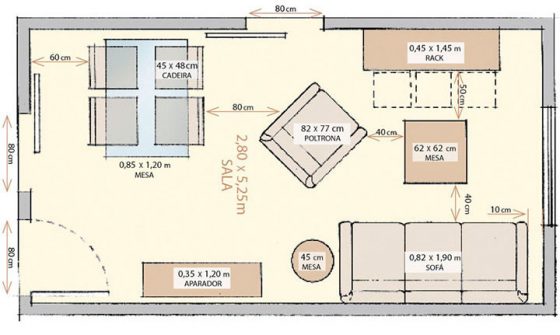 80 cm
60 cm
45 x 48cm
CADEIRA
0,45 x 1,45 m
RACK
50cm
80 cm
82 x 77 cm
POLTRONA
40 cm
62 x 62 cm
MESA
80 cm
0,85 x 1,20 m
MESA
2,80 x 5,25m
SALA
40 cm
10 cm
80 cm
0,35 x 1,20 m
APARADOR
45 cm
MESA
0,82 x 1,90 m
SOFÁ